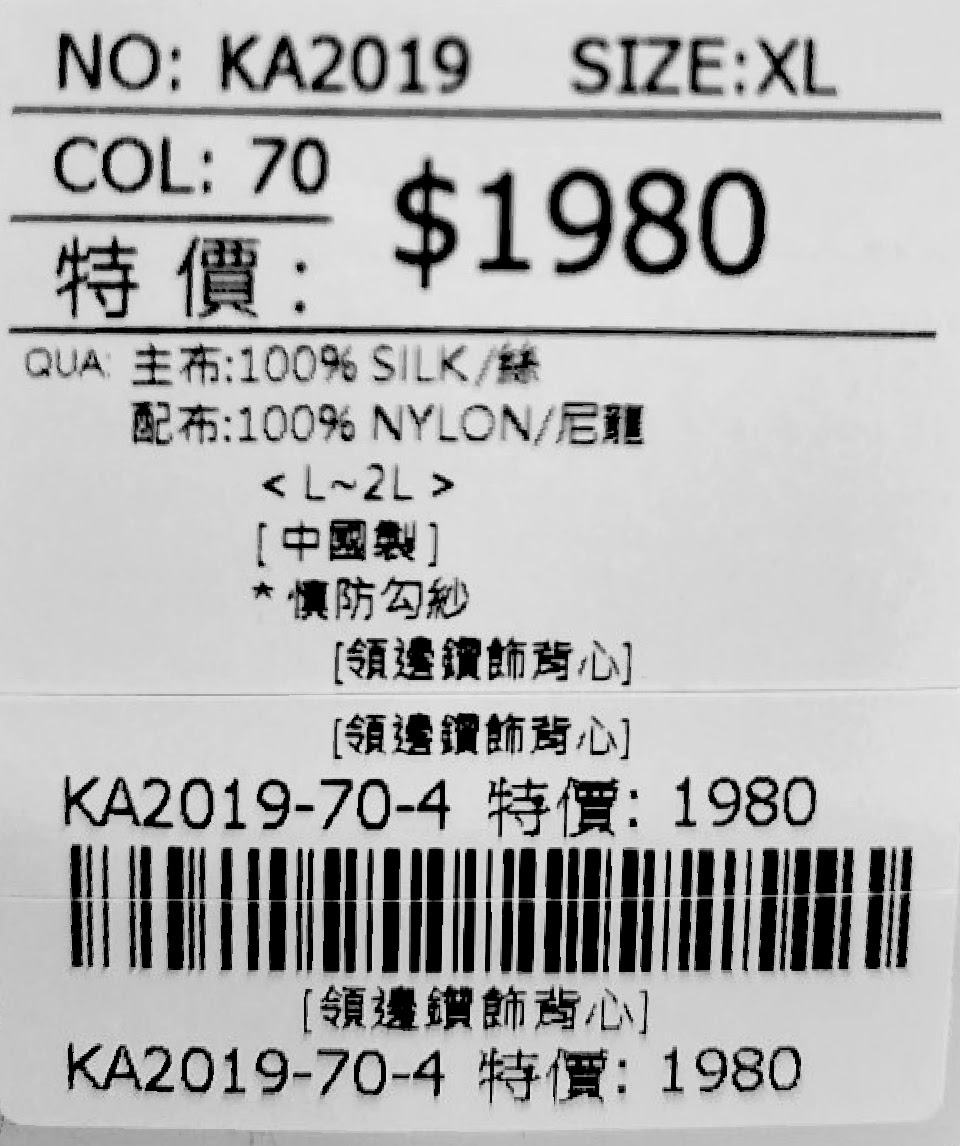 NO: KA2019 SIZE:XL
COL: 70
$1980
特價:
QUA: 主布:100% SILK/絲
配布:100% NYLON/尼龍
< L~2L >
[中國製]
*慎防勾紗
[領邊鑽飾背心]
[領邊鑽飾背心]
KA2019-70-4 特價: 1980
[領邊鑽飾背心]
KA2019-70-4 特價: 1980